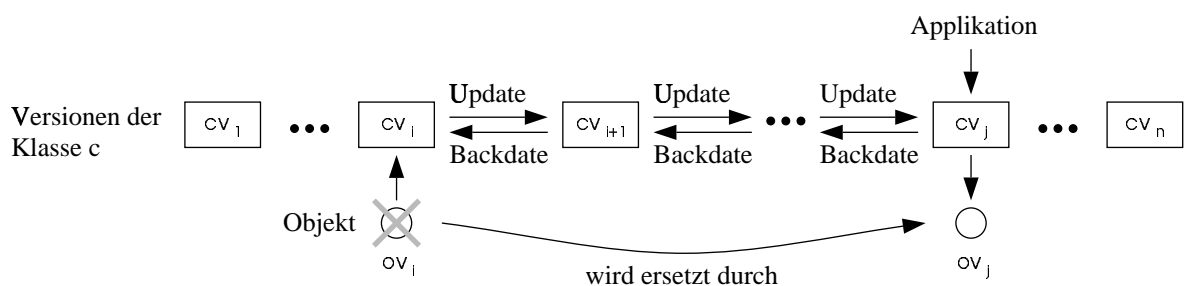 Applikation
Update
Update
Update
Versionen der
Klasse c
cv 1
•••
cv i
cv i+1
•••
cv j
•••
cv n
Backdate
Backdate
Backdate
Objekt
ov i
ov j
wird ersetzt durch